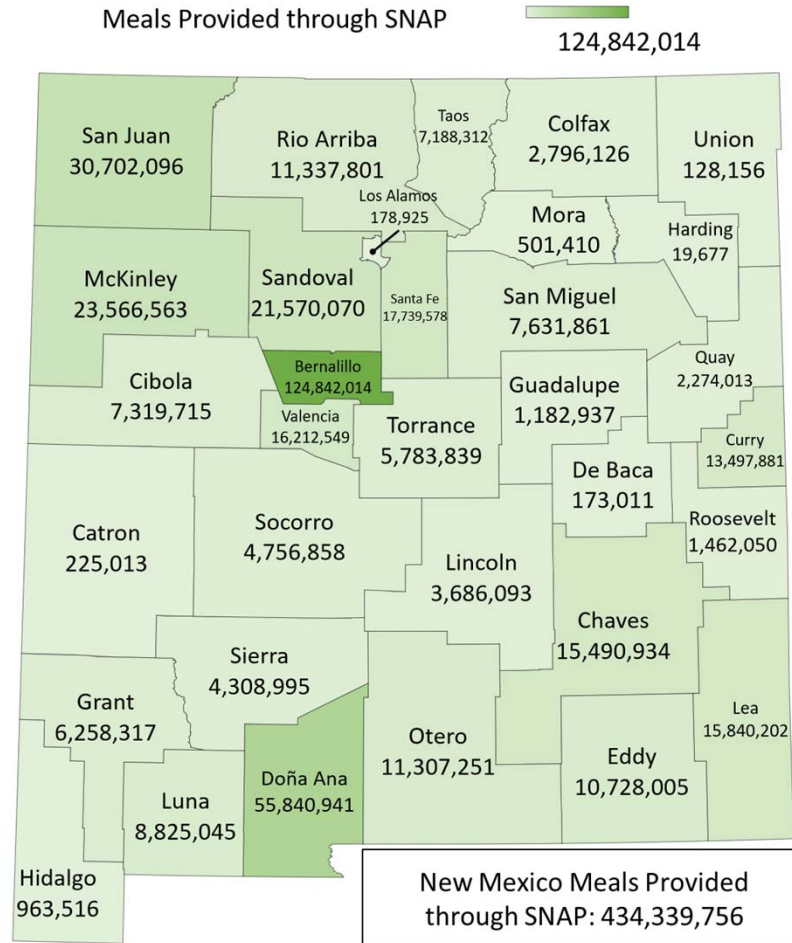 Meals Provided through SNAP
124,842,014
San Juan
30,702,096
Rio Arriba
11,337,801
Taos
7,188,312
Colfax
2,796,126
Union
128,156
Los Alamos
178,925
Mora
501,410
Harding
19,677
McKinley
23,566,563
Sandoval
21,570,070
Santa Fe
17,739,578
San Miguel
7,631,861
Bernalillo
124,842,014
Quay
2,274,013
Cibola
7,319,715
Valencia
16,212,549
Torrance
5,783,839
Guadalupe
1,182,937
Curry
13,497,881
De Baca
173,011
Roosevelt
1,462,050
Catron
225,013
Socorro
4,756,858
Lincoln
3,686,093
Chaves
15,490,934
Sierra
4,308,995
Grant
6,258,317
Lea
15,840,202
Otero
11,307,251
Eddy
10,728,005
Doña Ana
55,840,941
Luna
8,825,045
Hidalgo
963,516
New Mexico Meals Provided
through SNAP: 434,339,756